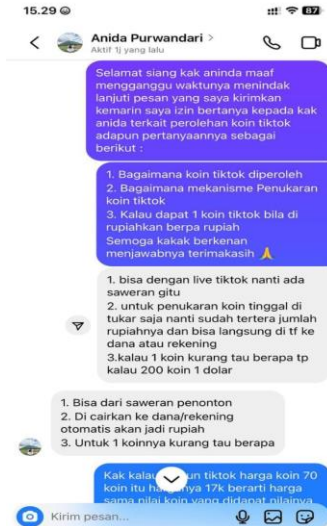 15.29
87
Anida Purwandari >
Aktif 1j yang lalu
Selamat siang kak aninda maaf
mengganggu waktunya menindak
lanjuti pesan yang saya kirimkan
kemarin saya izin bertanya kepada kak
anida terkait perolehan koin tiktok
adapun pertanyaannya sebagai
berikut :
1. Bagaimana koin tiktok diperoleh
2. Bagaimana mekanisme Penukaran
koin tiktok
3. Kalau dapat 1 koin tiktok bila di
rupiahkan berpa rupiah
Semoga kakak berkenan
menjawabnya terimakasih 🙏
1. bisa dengan live tiktok nanti ada
saweran gitu
2. untuk penukaran koin tinggal di
tukar saja nanti sudah tertera jumlah
rupiahnya dan bisa langsung di tf ke
dana atau rekening
3.kalau 1 koin kurang tau berapa tp
kalau 200 koin 1 dolar
1. Bisa dari saweran penonton
2. Di cairkan ke dana/rekening
otomatis akan jadi rupiah
3. Untuk 1 koinnya kurang tau berapa
Kak kalau un tiktok harga koin 70
koin itu ha nya 17k berarti harga
sama nilai koin yang didapat nilainya
Kirim pesan...